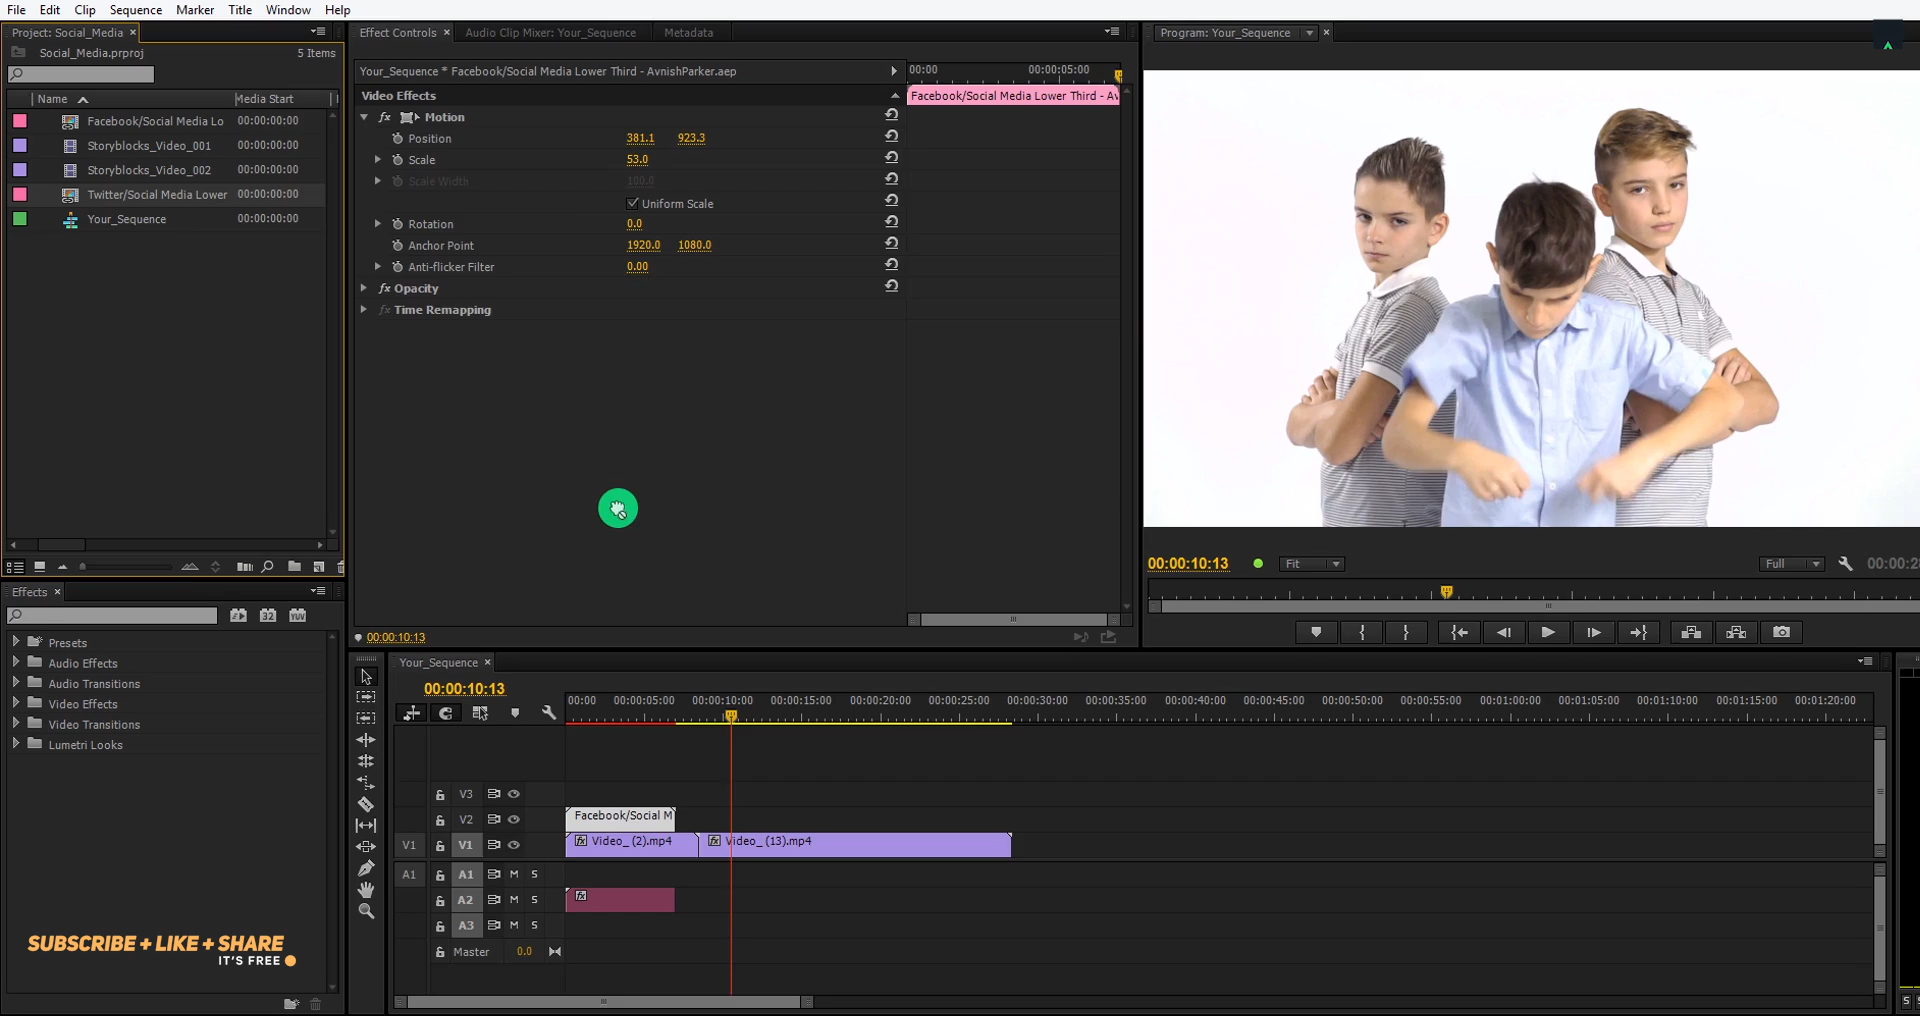 File Edit Clip Sequence Marker Title Window Help
Project: Social_Media ×
Social_Media.prproj 5 Items
Name Media Start
Facebook/Social Media Lo 00:00:00:00
Storyblocks_Video_001 00:00:00:00
Storyblocks_Video_002 00:00:00:00
Twitter/Social Media Lower 00:00:00:00
Your_Sequence 00:00:00:00
Effect Controls × Audio Clip Mixer: Your_Sequence Metadata
Your_Sequence * Facebook/Social Media Lower Third - AvnishParker.aep
00:00 00:00:05:00
Video Effects
Facebook/Social Media Lower Third - Av
fx Motion
Position 381.1 923.3
Scale 53.0
Scale Width 100.0
Uniform Scale
Rotation 0.0
Anchor Point 1920.0 1080.0
Anti-flicker Filter 0.00
fx Opacity
fx Time Remapping
00:00:10:13
Program: Your_Sequence ×
00:00:10:13 Fit Full 00:00:28
Effects ×
32 YUV
Presets
Audio Effects
Audio Transitions
Video Effects
Video Transitions
Lumetri Looks
SUBSCRIBE + LIKE + SHARE
IT'S FREE
Your_Sequence ×
00:00:10:13
00:00 00:00:05:00 00:00:10:00 00:00:15:00 00:00:20:00 00:00:25:00 00:00:30:00 00:00:35:00 00:00:40:00 00:00:45:00 00:00:50:00 00:00:55:00 00:01:00:00 00:01:05:00 00:01:10:00 00:01:15:00 00:01:20:00
V3
V2 Facebook/Social M
V1 V1 fx Video_ (2).mp4 fx Video_ (13).mp4
A1 A1 M S
A2 M S fx
A3 M S
Master 0.0
S S